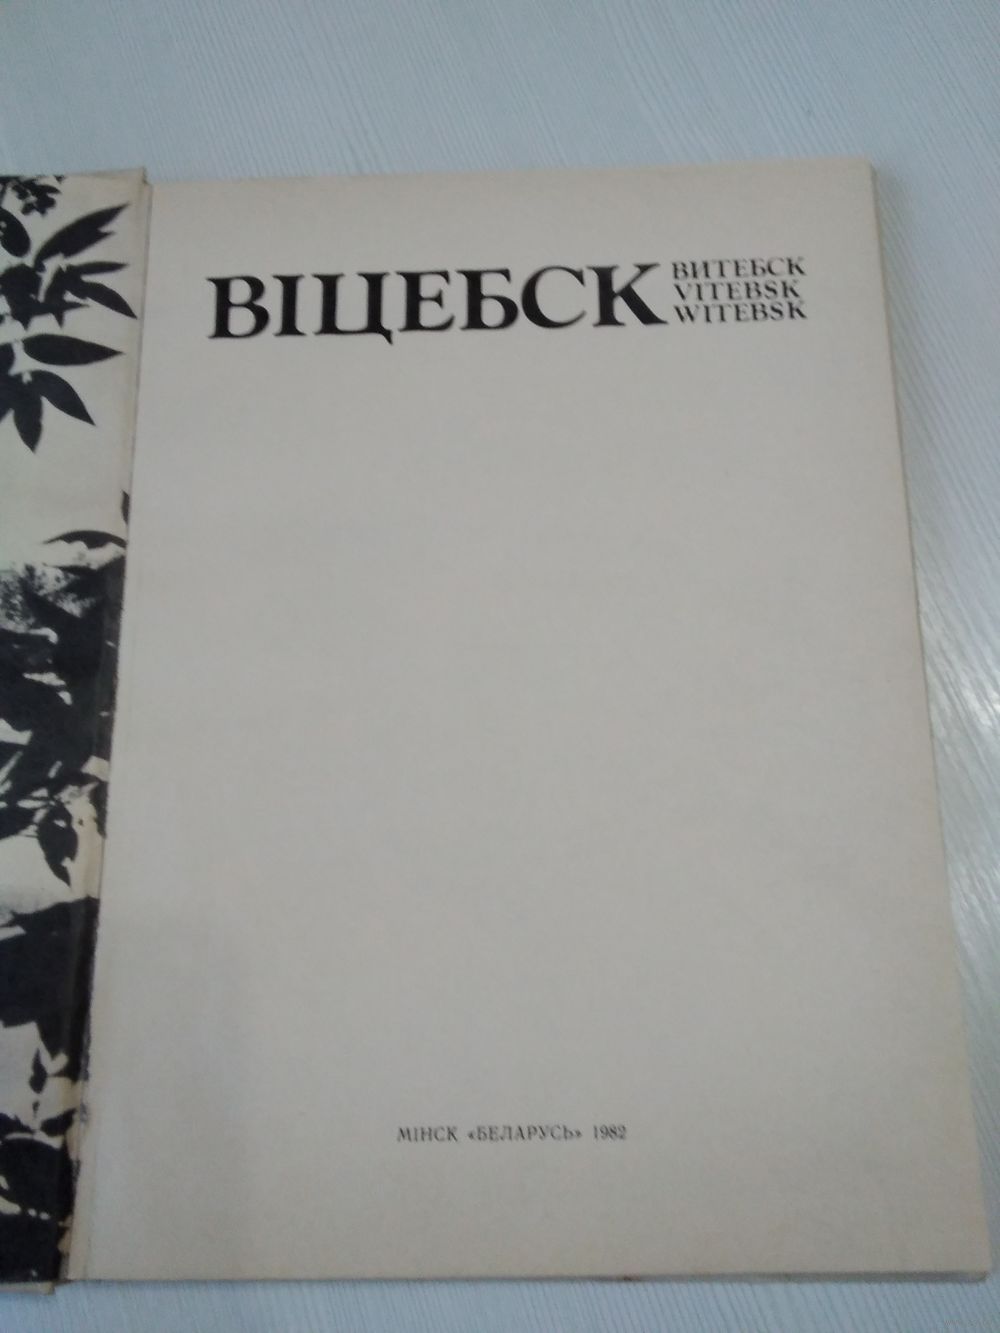 ВІЦЕБСК
ВИТЕБСК
VITEBSK
WITEBSK
МІНСК «БЕЛАРУСЬ» 1982